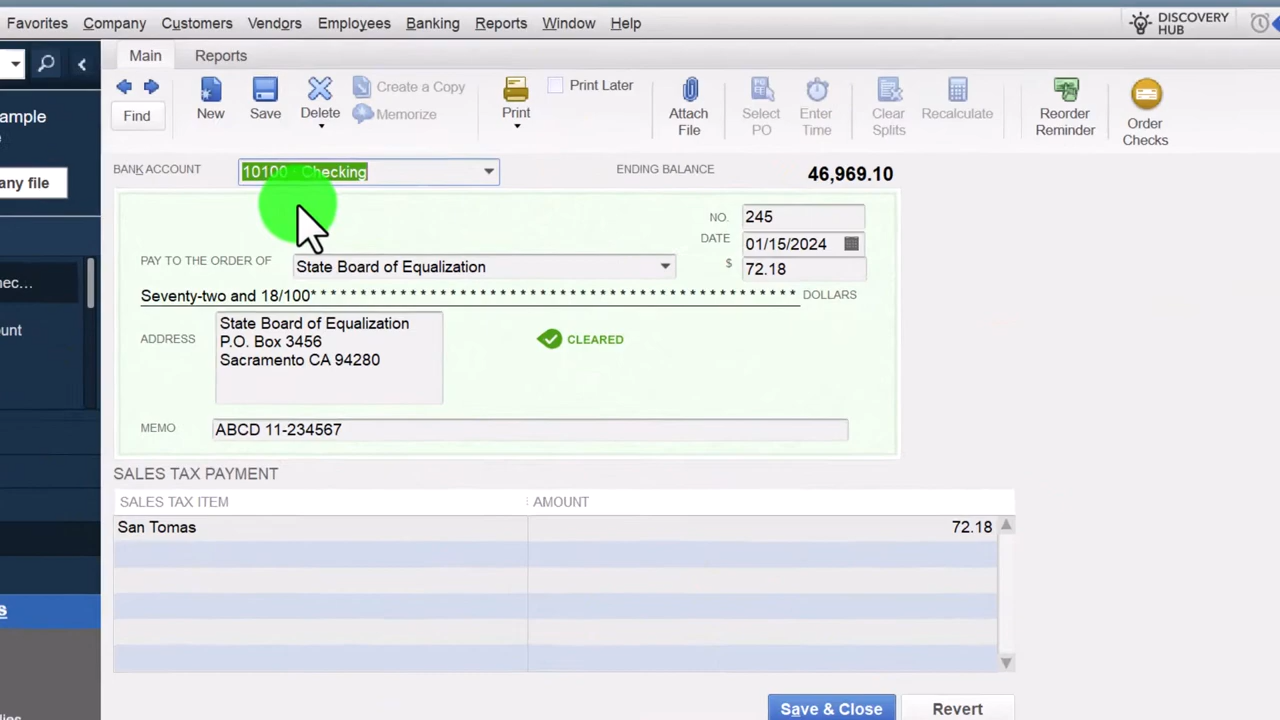 Favorites Company Customers Vendors Employees Banking Reports Window Help DISCOVERY HUB
Main Reports
Find
New
Save
Delete
Create a Copy
Memorize
Print
Print Later
Attach File
Select PO
Enter Time
Clear Splits
Recalculate
Reorder Reminder
Order Checks
ample
any file
nec...
ount
s
BANK ACCOUNT 10100 · Checking ENDING BALANCE 46,969.10
NO. 245
DATE 01/15/2024
PAY TO THE ORDER OF State Board of Equalization $ 72.18
Seventy-two and 18/100* * * * * * * * * * * * * * * * * * * * * * * * * * * * * * * * * * * * * * * * * * * * * * * * * * * DOLLARS
ADDRESS
State Board of Equalization
P.O. Box 3456
Sacramento CA 94280
CLEARED
MEMO ABCD 11-234567
SALES TAX PAYMENT
SALES TAX ITEM AMOUNT
San Tomas 72.18
Save & Close Revert